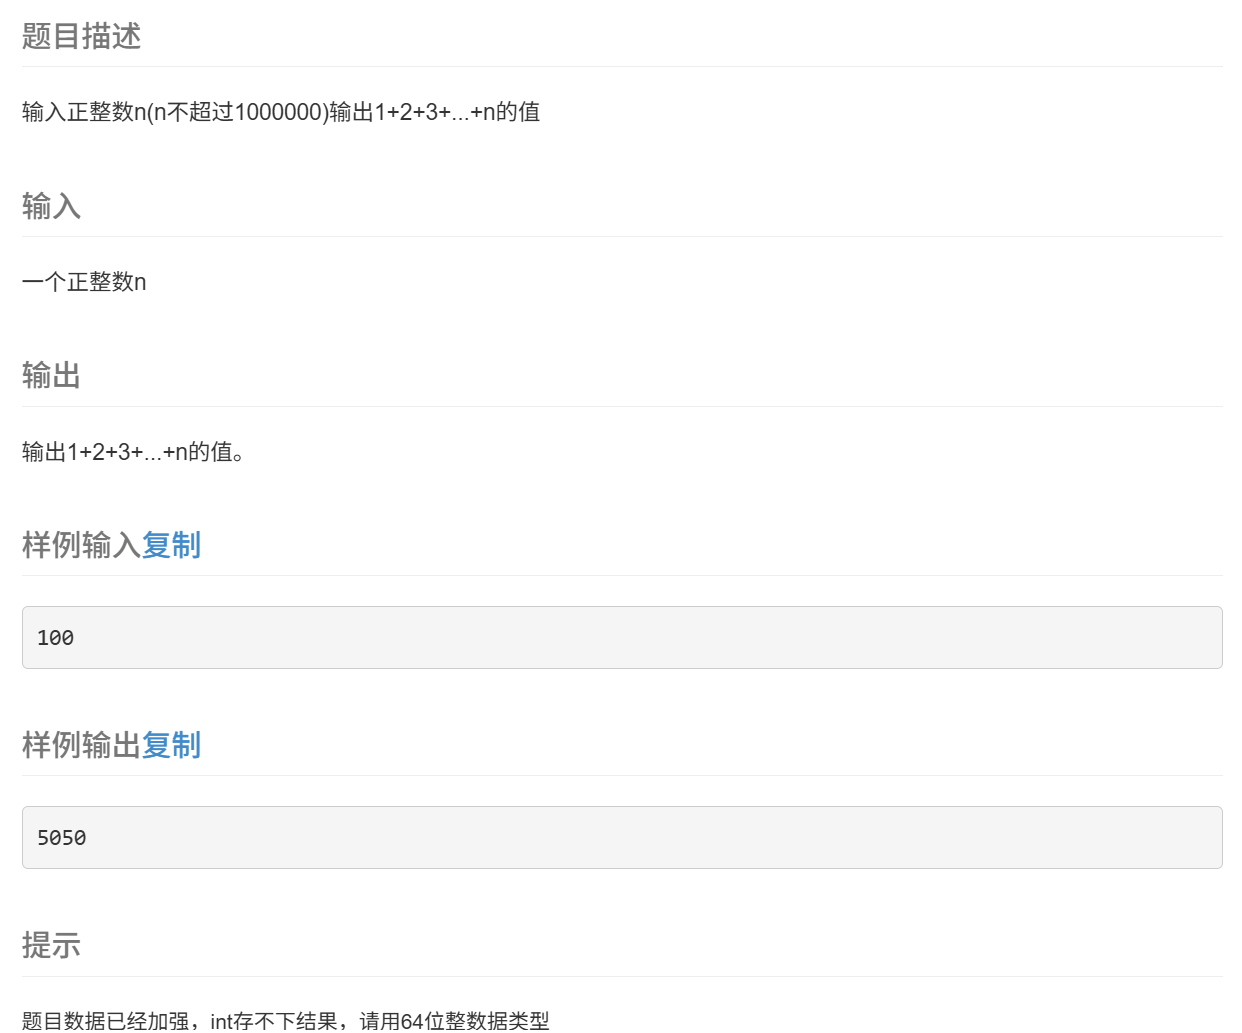 题目描述
输入正整数n(n不超过1000000)输出1+2+3+...+n的值
输入
一个正整数n
输出
输出1+2+3+...+n的值。
样例输入复制
100
样例输出复制
5050
提示
题目数据已经加强，int存不下结果，请用64位整数据类型